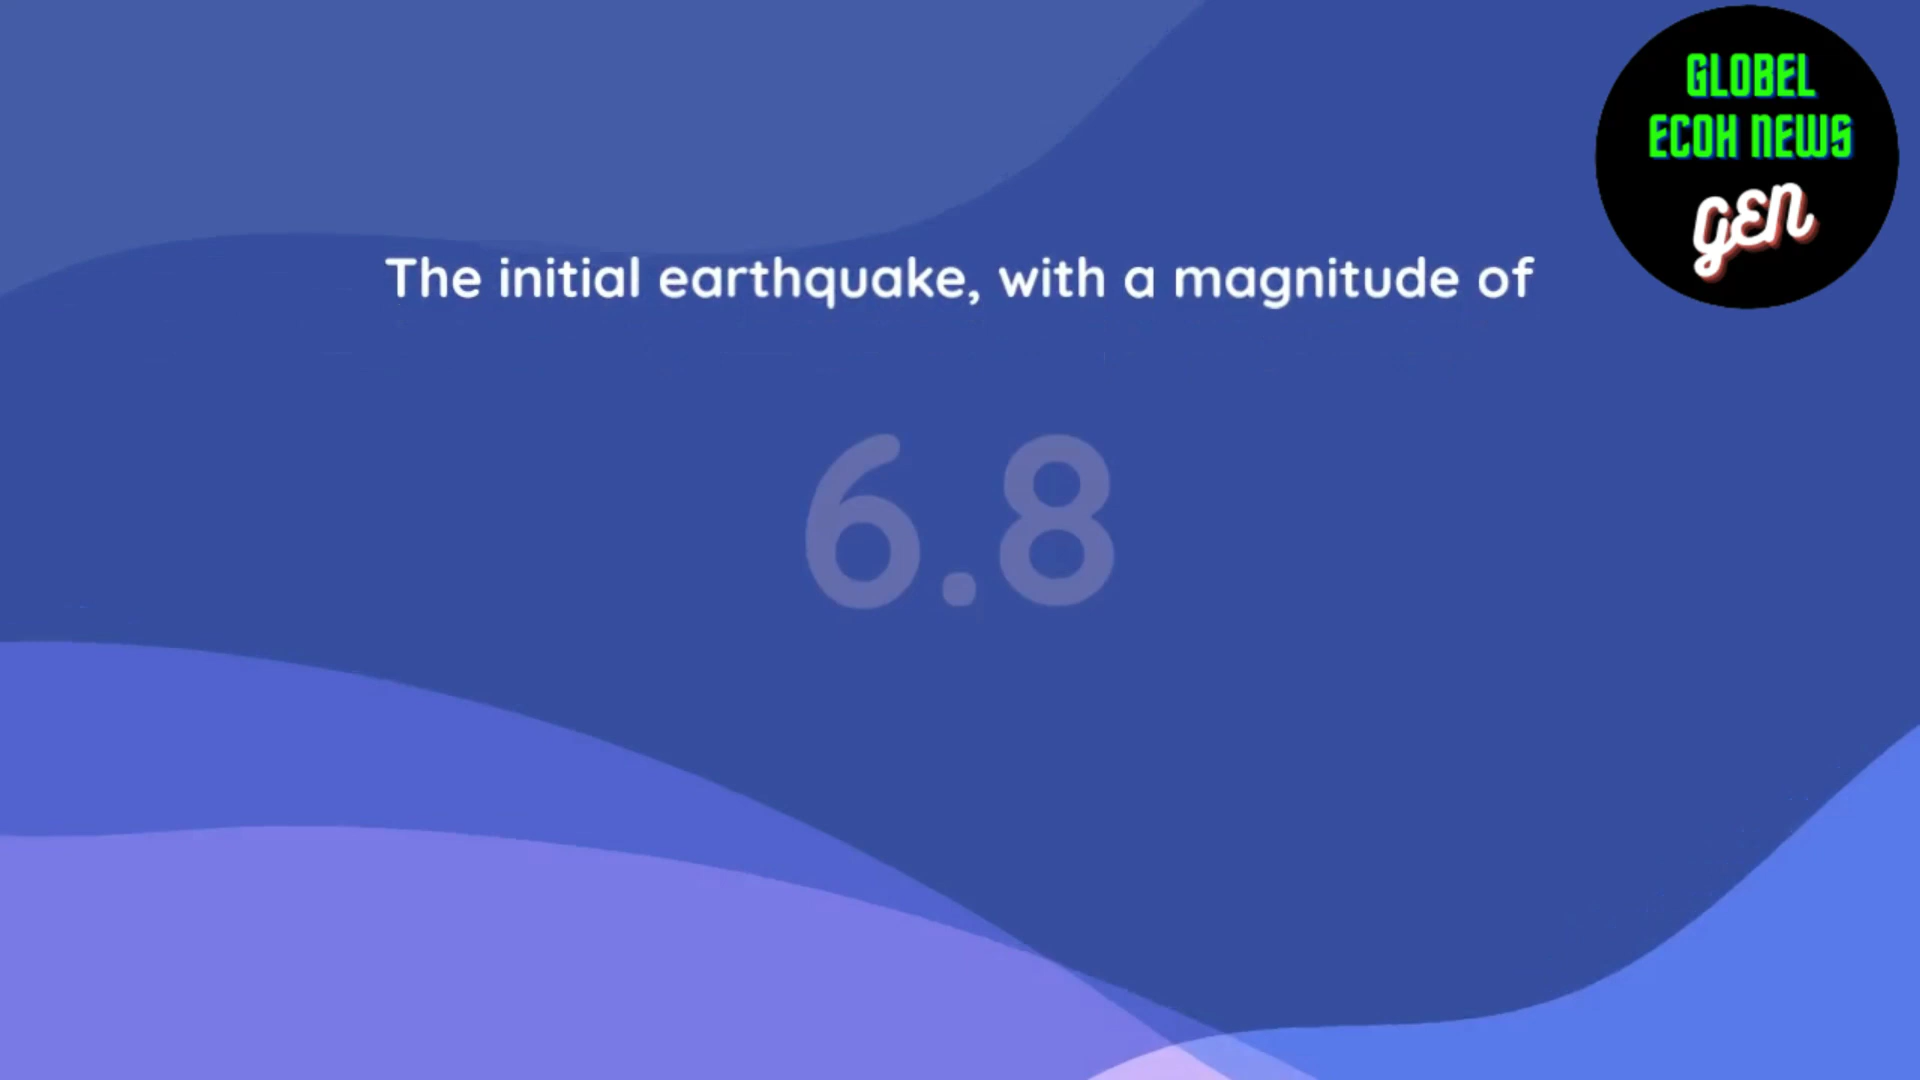 GLOBEL
ECOH NEWS
GEN
The initial earthquake, with a magnitude of
6.8